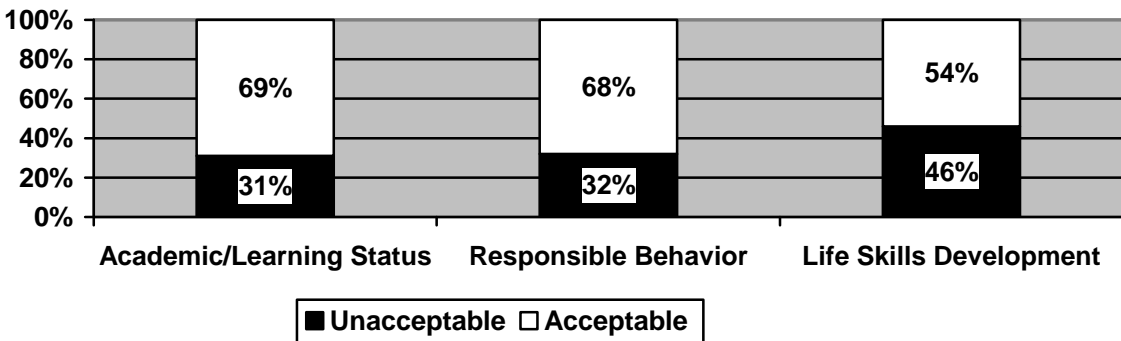 100%
80%
60%
40%
20%
0%
69%
68%
54%
31%
32%
46%
Academic/Learning Status
Responsible Behavior
Life Skills Development
Unacceptable
Acceptable